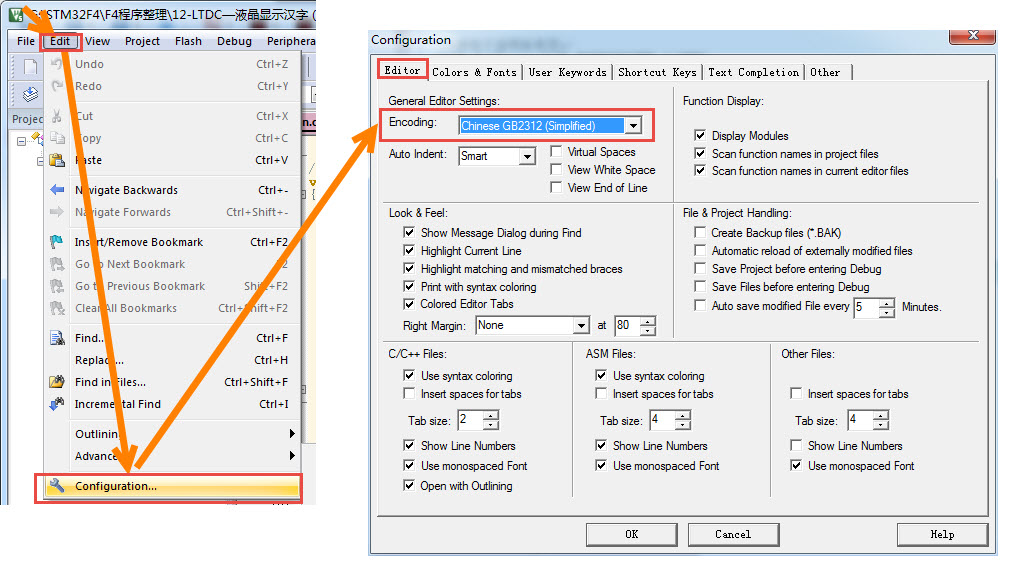 G:\STM32F4\F4程序整理\12-LTDC—液晶显示汉字 (
File Edit View Project Flash Debug Periphera
Undo Ctrl+Z
Redo Ctrl+Y
Cut Ctrl+X
Copy Ctrl+C
Paste Ctrl+V
Navigate Backwards Ctrl+-
Navigate Forwards Ctrl+Shift+-
Insert/Remove Bookmark Ctrl+F2
Go to Next Bookmark F2
Go to Previous Bookmark Shift+F2
Clear All Bookmarks Ctrl+Shift+F2
Find... Ctrl+F
Replace... Ctrl+H
Find in Files... Ctrl+Shift+F
Incremental Find Ctrl+I
Outlining
Advanced
Configuration...
Projec
Configuration
Editor Colors & Fonts User Keywords Shortcut Keys Text Completion Other
General Editor Settings:
Encoding: Chinese GB2312 (Simplified)
Auto Indent: Smart
Virtual Spaces
View White Space
View End of Line
Function Display:
Display Modules
Scan function names in project files
Scan function names in current editor files
Look & Feel:
Show Message Dialog during Find
Highlight Current Line
Highlight matching and mismatched braces
Print with syntax coloring
Colored Editor Tabs
Right Margin: None at 80
File & Project Handling:
Create Backup files (*.BAK)
Automatic reload of externally modified files
Save Project before entering Debug
Save Files before entering Debug
Auto save modified File every 5 Minutes.
C/C++ Files:
Use syntax coloring
Insert spaces for tabs
Tab size: 2
Show Line Numbers
Use monospaced Font
Open with Outlining
ASM Files:
Use syntax coloring
Insert spaces for tabs
Tab size: 4
Show Line Numbers
Use monospaced Font
Other Files:
Insert spaces for tabs
Tab size: 4
Show Line Numbers
Use monospaced Font
OK Cancel Help